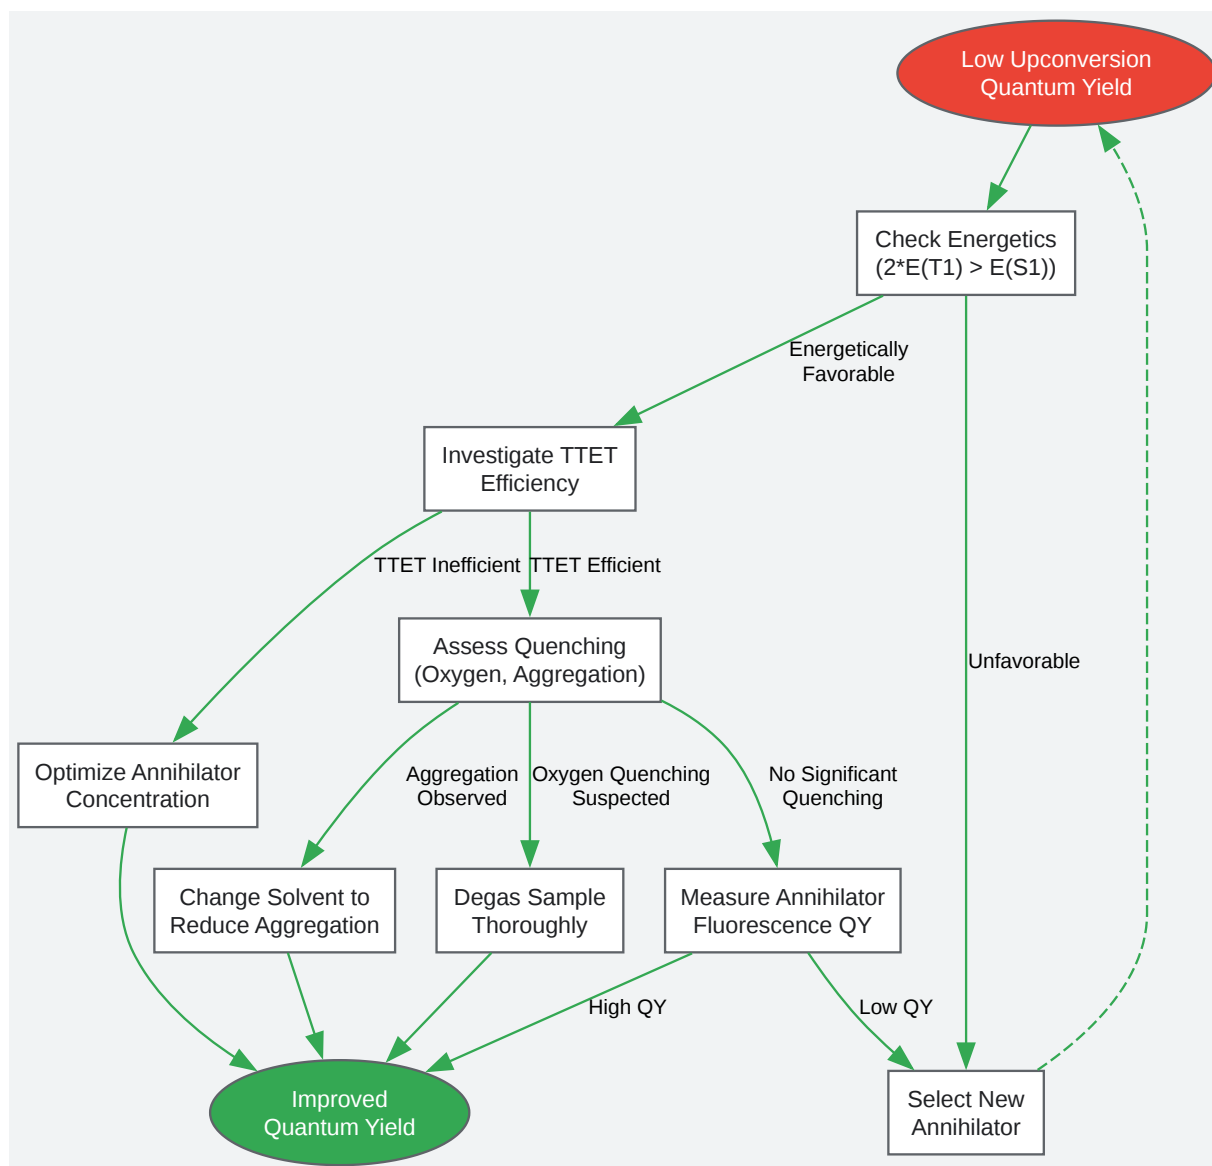 Low Upconversion
Quantum Yield
Check Energetics
(2*E(T1) > E(S1))
Energetically
Favorable
Investigate TTET
Efficiency
TTET Inefficient
TTET Efficient
Assess Quenching
(Oxygen, Aggregation)
Unfavorable
Optimize Annihilator
Concentration
Aggregation
Observed
Oxygen Quenching
Suspected
No Significant
Quenching
Change Solvent to
Reduce Aggregation
Degas Sample
Thoroughly
Measure Annihilator
Fluorescence QY
High QY
Low QY
Improved
Quantum Yield
Select New
Annihilator